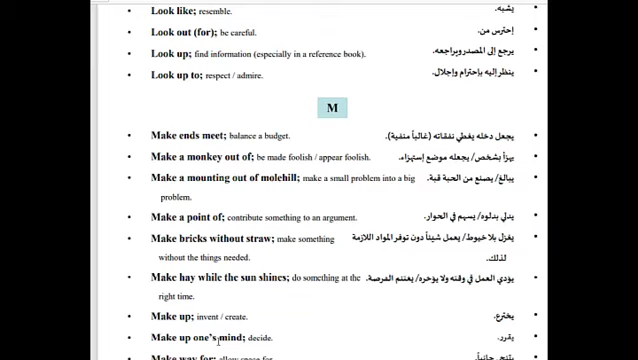 Look like; resemble. يشبه.
Look out (for); be careful. إحترس من.
Look up; find information (especially in a reference book). يرجع إلى المصدر ويراجعه.
Look up to; respect / admire. ينظر إليه بإحترام وإجلال.
M
Make ends meet; balance a budget. يجعل دخله يغطي نفقاته (غالباً منفية).
Make a monkey out of; be made foolish / appear foolish. يهزأ بشخص/ يجعله موضع إستهزاء.
Make a mounting out of molehill; make a small problem into a big يبالغ/ يصنع من الحبة قبة.
problem.
Make a point of; contribute something to an argument. يدلي بدلوه/ يسهم في الحوار.
Make bricks without straw; make something يغزل بلا خيوط/ يعمل شيئاً دون توفر المواد اللازمة
without the things needed. لذلك.
Make hay while the sun shines; do something at the يؤدي العمل في وقته ولا يؤخره/ يغتنم الفرصة.
right time.
Make up; invent / create. يخترع.
Make up one's mind; decide. يقرر.
Make way for; allow space for